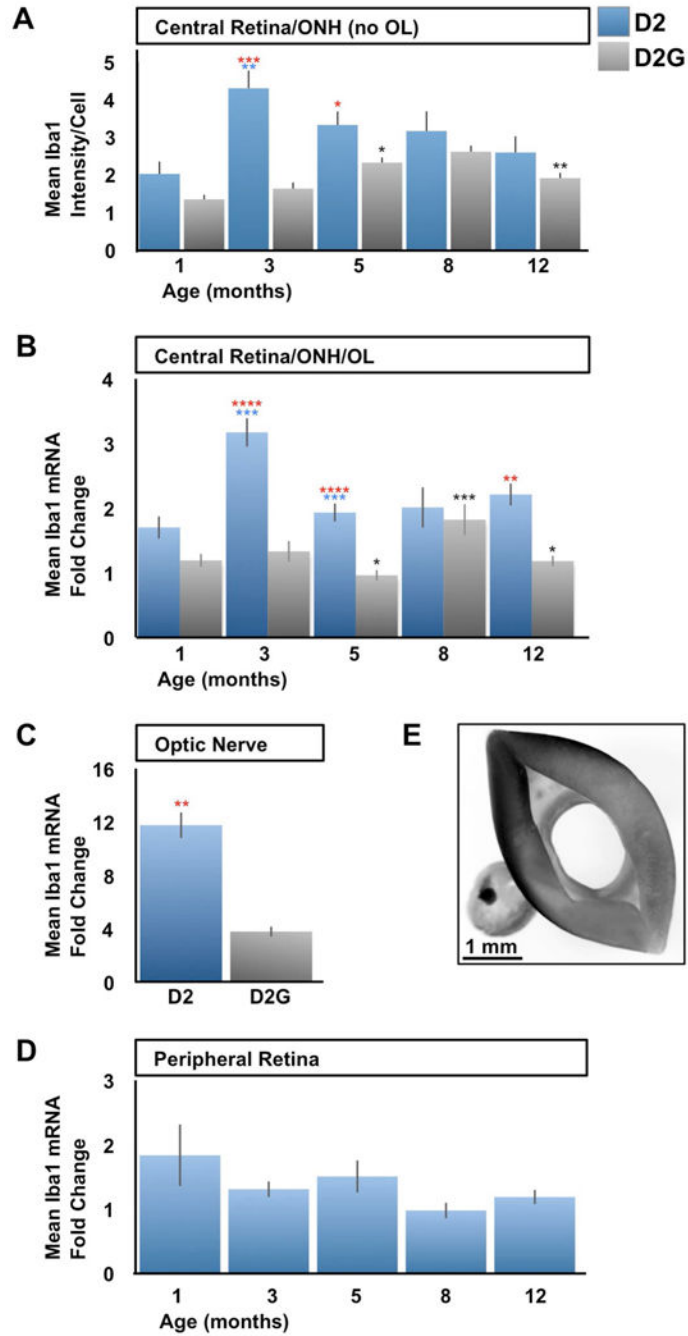 A
Central Retina/ONH (no OL)
D2
D2G
Mean Iba1
Intensity/Cell
5
4
3
2
1
0
***
**
*
*
**
1 3 5 8 12
Age (months)
B
Central Retina/ONH/OL
Mean Iba1 mRNA
Fold Change
4
3
2
1
0
****
***
****
***
*
***
**
*
1 3 5 8 12
Age (months)
C
Optic Nerve
Mean Iba1 mRNA
Fold Change
16
12
8
4
0
**
D2 D2G
E
1 mm
D
Peripheral Retina
Mean Iba1 mRNA
Fold Change
3
2
1
0
1 3 5 8 12
Age (months)